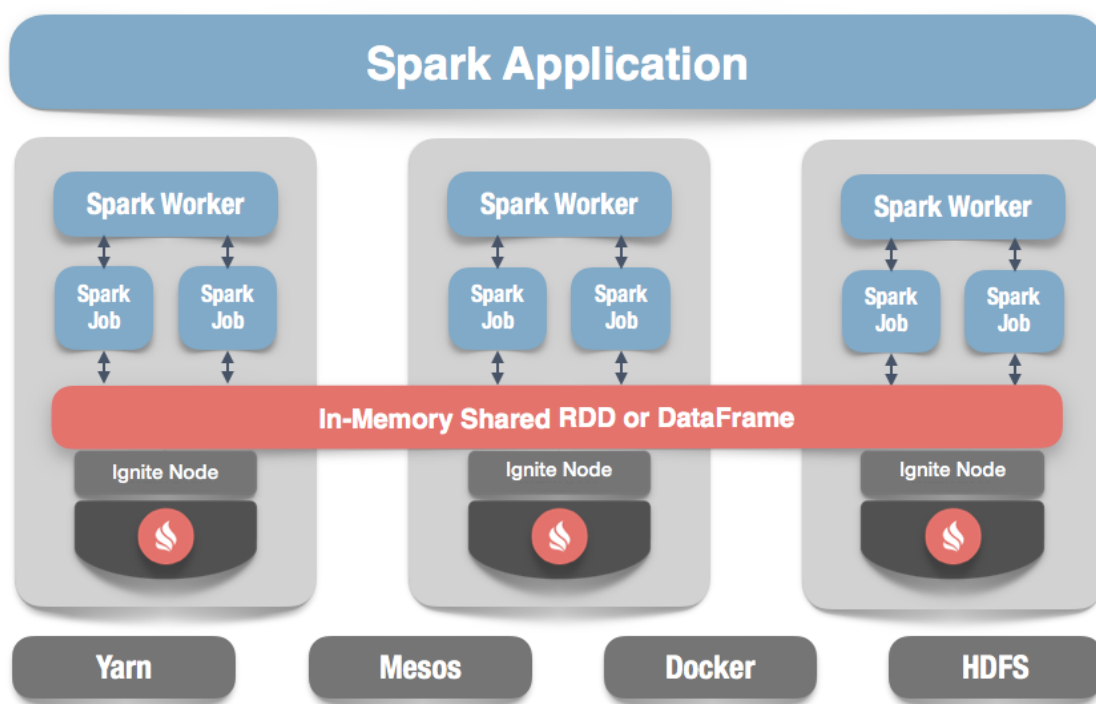 Spark Application
Spark Worker
Spark Worker
Spark Worker
Spark
Job
Spark
Job
Spark
Job
Spark
Job
Spark
Job
Spark
Job
In-Memory Shared RDD or DataFrame
Ignite Node
Ignite Node
Ignite Node
Yarn
Mesos
Docker
HDFS